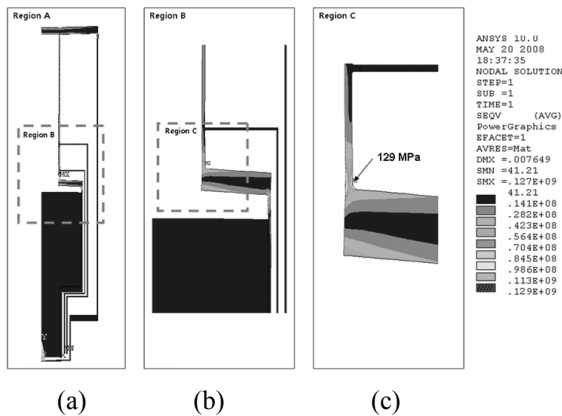 Region A
Region B
MX
Y
MN
(a)
Region B
Region C
(b)
Region C
129 MPa
(c)
ANSYS 10.0
MAY 20 2008
18:37:35
NODAL SOLUTION
STEP=1
SUB =1
TIME=1
SEQV (AVG)
PowerGraphics
EFACET=1
AVRES=Mat
DMX =.007649
SMN =41.21
SMX =.127E+09
41.21
.141E+08
.282E+08
.423E+08
.564E+08
.704E+08
.845E+08
.986E+08
.113E+09
.129E+09